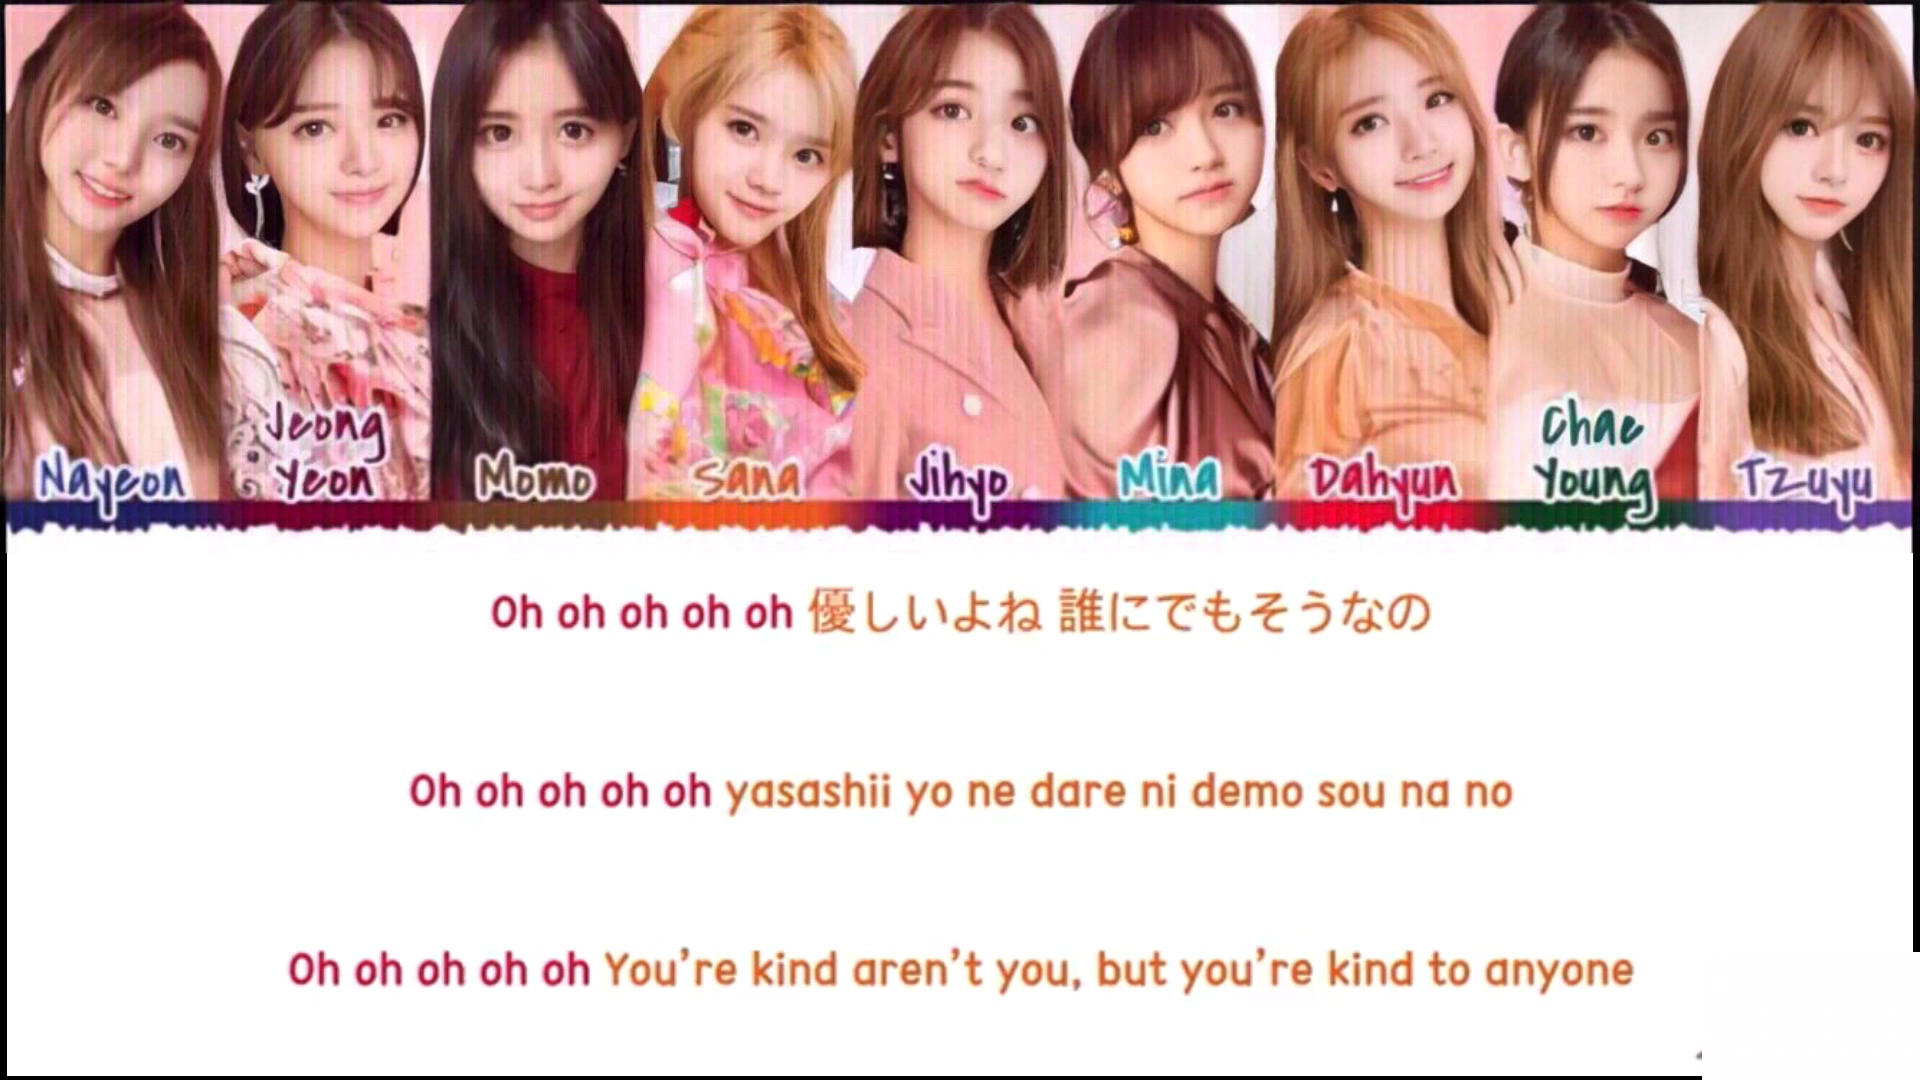 Nayeon
Jeong
Yeon
Momo
Sana
Jihyo
Mina
Dahyun
Chae
Young
Tzuyu
Oh oh oh oh oh 優しいよね 誰にでもそうなの
Oh oh oh oh oh yasashii yo ne dare ni demo sou na no
Oh oh oh oh oh You're kind aren't you, but you're kind to anyone